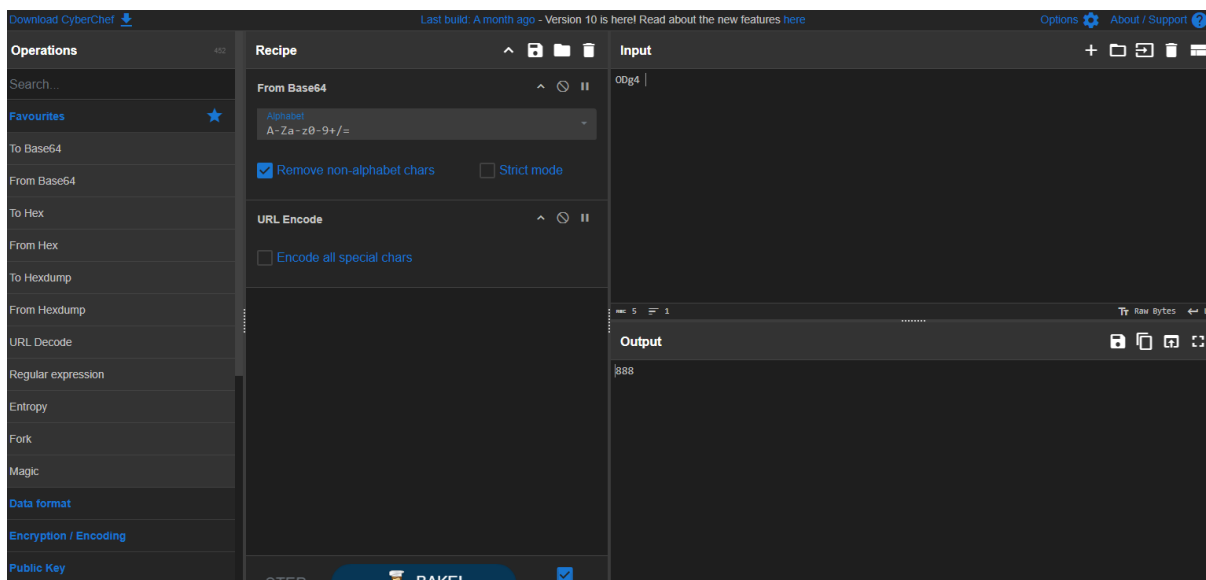 Download CyberChef
Last build: A month ago - Version 10 is here! Read about the new features here
Options
About / Support
Operations
482
Search...
Favourites
To Base64
From Base64
To Hex
From Hex
To Hexdump
From Hexdump
URL Decode
Regular expression
Entropy
Fork
Magic
Data format
Encryption / Encoding
Public Key
Recipe
From Base64
Alphabet
A-Za-z0-9+/=
Remove non-alphabet chars
Strict mode
URL Encode
Encode all special chars
STEP
BAKE!
Input
ODg4
5
1
Raw Bytes
Output
888